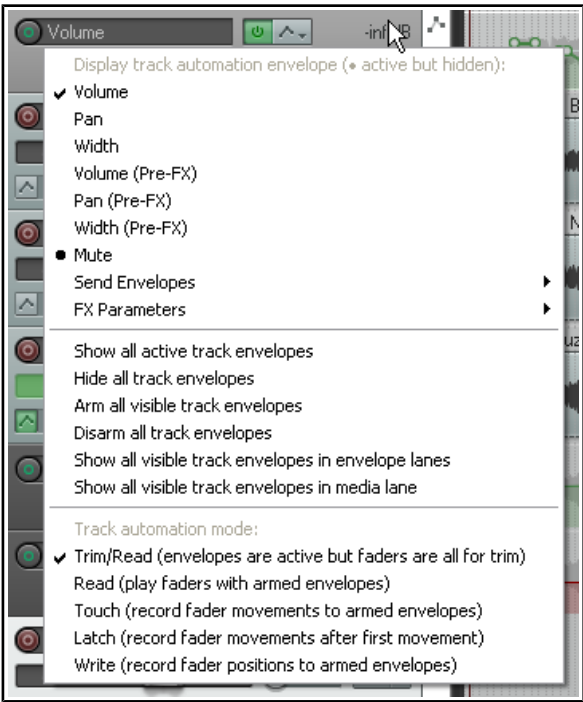 Volume
-inf dB
Display track automation envelope (• active but hidden):
Volume
Pan
Width
Volume (Pre-FX)
Pan (Pre-FX)
Width (Pre-FX)
Mute
Send Envelopes
FX Parameters
Show all active track envelopes
Hide all track envelopes
Arm all visible track envelopes
Disarm all track envelopes
Show all visible track envelopes in envelope lanes
Show all visible track envelopes in media lane
Track automation mode:
Trim/Read (envelopes are active but faders are all for trim)
Read (play faders with armed envelopes)
Touch (record fader movements to armed envelopes)
Latch (record fader movements after first movement)
Write (record fader positions to armed envelopes)